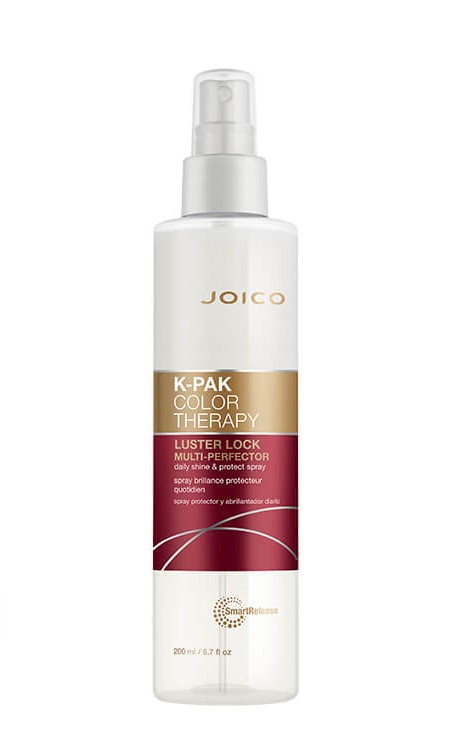 JOICO
K-PAK
COLOR
THERAPY
LUSTER LOCK
MULTI-PERFECTOR
daily shine & protect spray
spray brillance protecteur
quotidien
spray protector y abrillantador diario
SmartRelease
200 ml / 6.7 fl oz